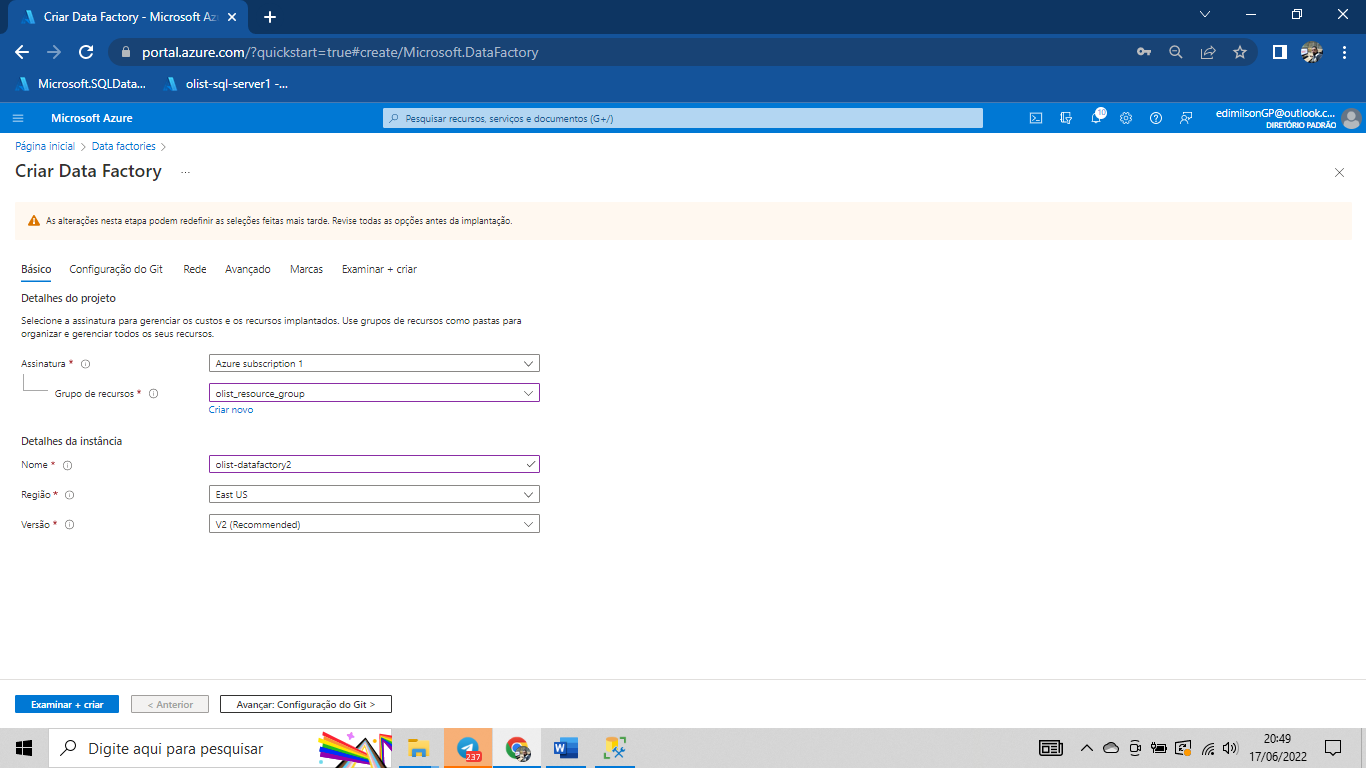 Criar Data Factory - Microsoft Az
portal.azure.com/?quickstart=true#create/Microsoft.DataFactory
Microsoft.SQLData... olist-sql-server1 -...
Microsoft Azure
Pesquisar recursos, serviços e documentos (G+/)
10
edimilsonGP@outlook.c...
DIRETÓRIO PADRÃO
Página inicial > Data factories >
Criar Data Factory ...
As alterações nesta etapa podem redefinir as seleções feitas mais tarde. Revise todas as opções antes da implantação.
Básico Configuração do Git Rede Avançado Marcas Examinar + criar
Detalhes do projeto
Selecione a assinatura para gerenciar os custos e os recursos implantados. Use grupos de recursos como pastas para
organizar e gerenciar todos os seus recursos.
Assinatura * Azure subscription 1
Grupo de recursos * olist_resource_group
Criar novo
Detalhes da instância
Nome * olist-datafactory2
Região * East US
Versão * V2 (Recommended)
Examinar + criar < Anterior Avançar: Configuração do Git >
Digite aqui para pesquisar
237
20:49
17/06/2022